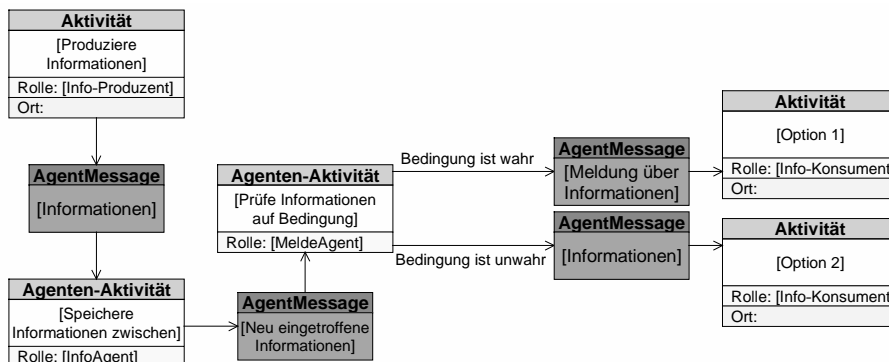 Aktivität
[Produziere
Informationen]
Rolle: [Info-Produzent]
Ort:
AgentMessage
[Informationen]
Agenten-Aktivität
[Speichere
Informationen zwischen]
Rolle: [InfoAgent]
AgentMessage
[Neu eingetroffene
Informationen]
Agenten-Aktivität
[Prüfe Informationen
auf Bedingung]
Rolle: [MeldeAgent]
Bedingung ist wahr
AgentMessage
[Meldung über
Informationen]
Aktivität
[Option 1]
Rolle: [Info-Konsument
Ort:
Bedingung ist unwahr
AgentMessage
[Informationen]
Aktivität
[Option 2]
Rolle: [Info-Konsument
Ort: